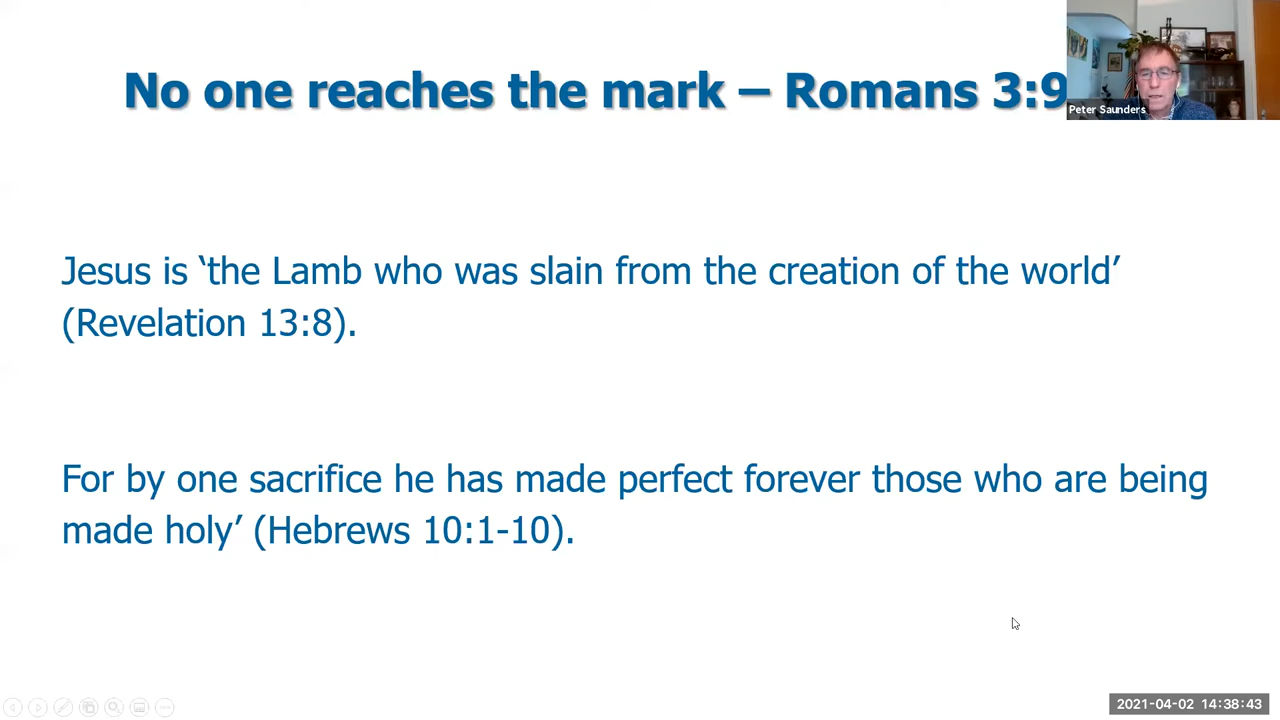 No one reaches the mark – Romans 3:9
Peter Saunders
Jesus is ‘the Lamb who was slain from the creation of the world’
(Revelation 13:8).
For by one sacrifice he has made perfect forever those who are being
made holy’ (Hebrews 10:1-10).
2021-04-02 14:38:43